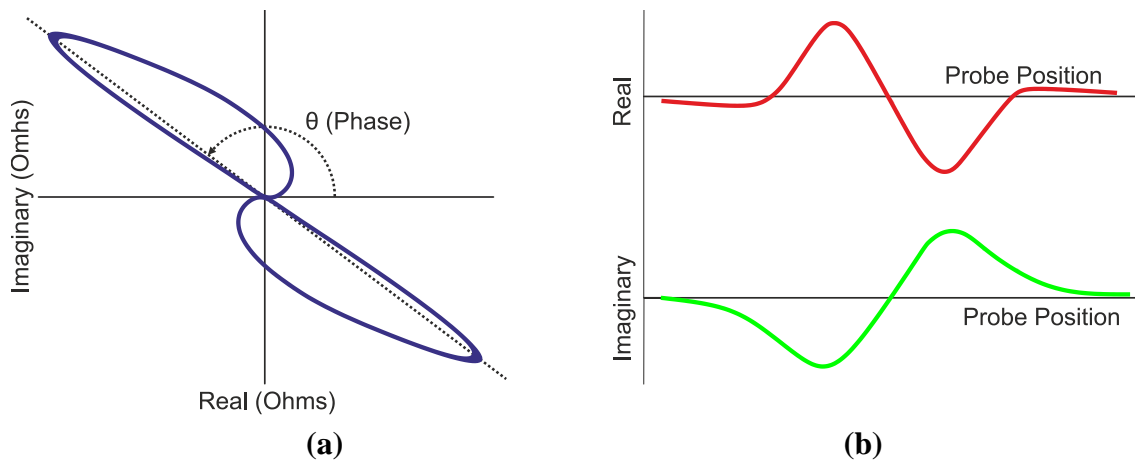 Imaginary (Omhs)
θ (Phase)
Real (Ohms)
(a)
Real
Probe Position
Imaginary
Probe Position
(b)